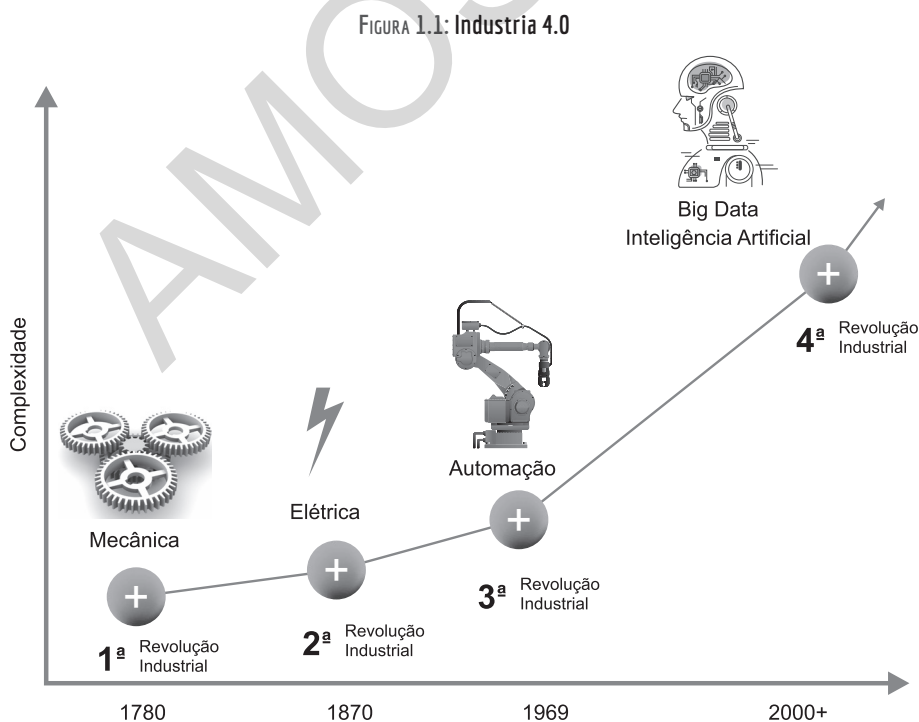 FIGURA 1.1: Industria 4.0
AMOS
Big Data
Inteligência Artificial
4ª Revolução
Industrial
Complexidade
Automação
Elétrica
Mecânica
3ª Revolução
Industrial
2ª Revolução
Industrial
1ª Revolução
Industrial
1780
1870
1969
2000+